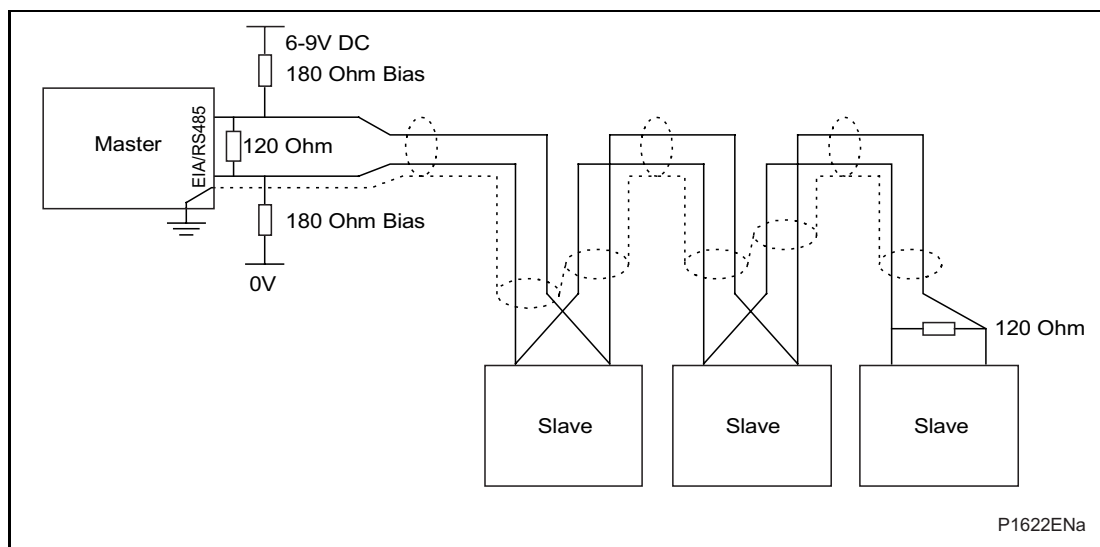 6-9V DC
180 Ohm Bias
Master
EIA/RS485
120 Ohm
180 Ohm Bias
0V
120 Ohm
Slave
Slave
Slave
P1622ENa